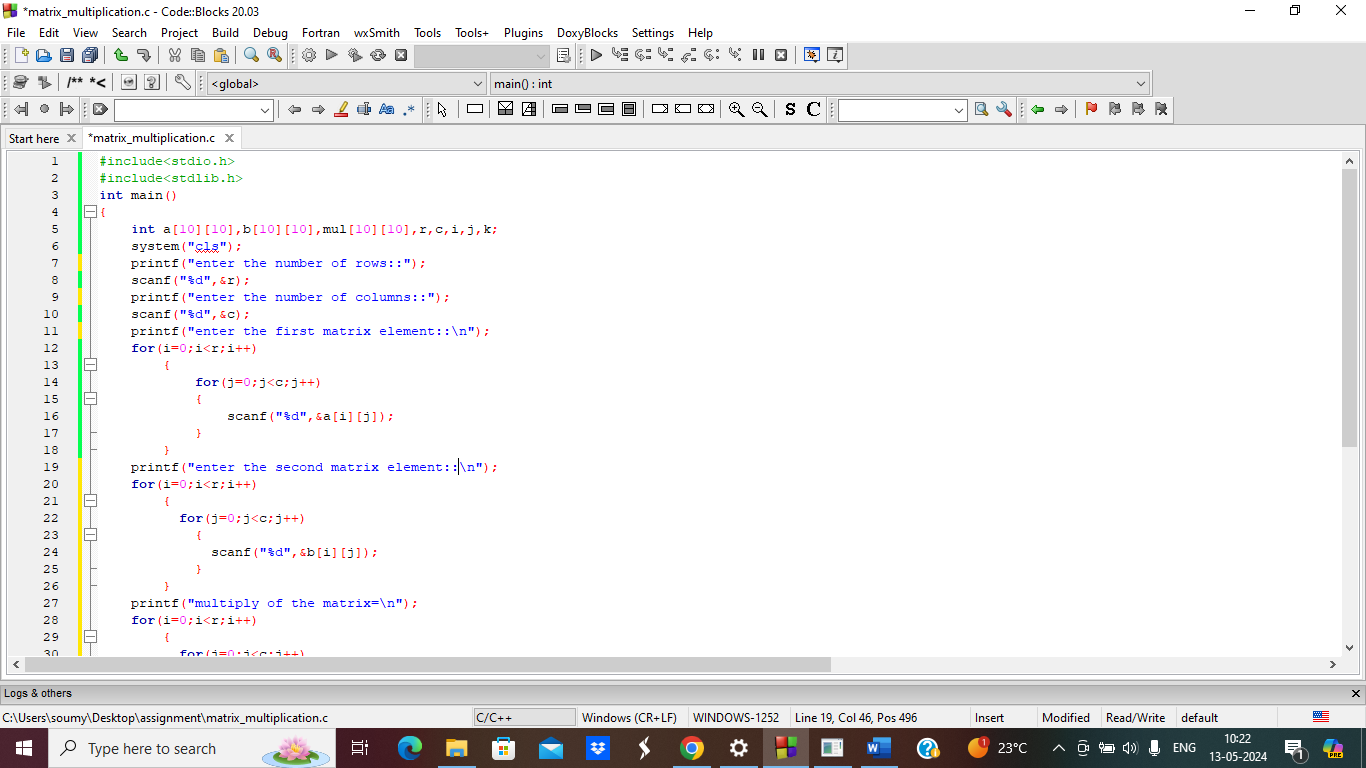 *matrix_multiplication.c - Code::Blocks 20.03
File Edit View Search Project Build Debug Fortran wxSmith Tools Tools+ Plugins DoxyBlocks Settings Help
/** *<
<global> main() : int
Aa .* S C
Start here *matrix_multiplication.c
1 #include<stdio.h>
2 #include<stdlib.h>
3 int main()
4 {
5 int a[10][10],b[10][10],mul[10][10],r,c,i,j,k;
6 system("cls");
7 printf("enter the number of rows::");
8 scanf("%d",&r);
9 printf("enter the number of columns::");
10 scanf("%d",&c);
11 printf("enter the first matrix element::\n");
12 for(i=0;i<r;i++)
13 {
14 for(j=0;j<c;j++)
15 {
16 scanf("%d",&a[i][j]);
17 }
18 }
19 printf("enter the second matrix element::\n");
20 for(i=0;i<r;i++)
21 {
22 for(j=0;j<c;j++)
23 {
24 scanf("%d",&b[i][j]);
25 }
26 }
27 printf("multiply of the matrix=\n");
28 for(i=0;i<r;i++)
29 {
30 for(j=0;j<c;j++)
Logs & others
C:\Users\soumy\Desktop\assignment\matrix_multiplication.c C/C++ Windows (CR+LF) WINDOWS-1252 Line 19, Col 46, Pos 496 Insert Modified Read/Write default
Type here to search 23°C ENG 10:22 13-05-2024 1 PRE